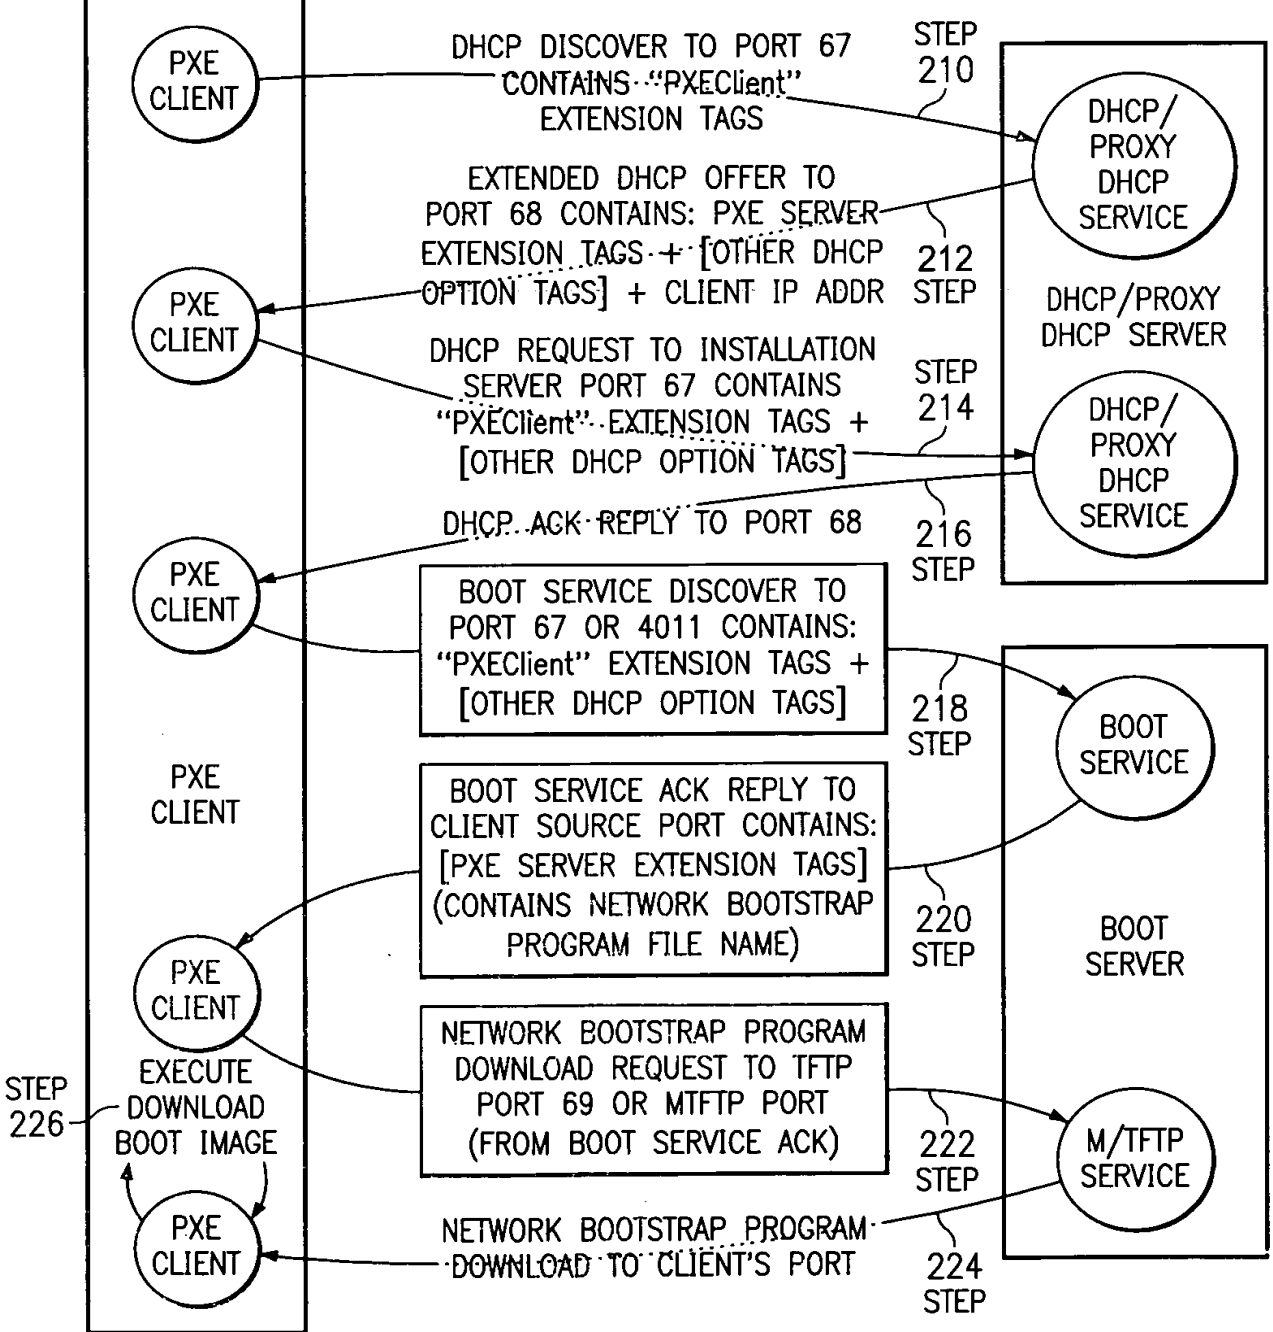 PXE
CLIENT
DHCP DISCOVER TO PORT 67
CONTAINS "PXEClient"
EXTENSION TAGS
STEP
210
DHCP/
PROXY
DHCP
SERVICE
EXTENDED DHCP OFFER TO
PORT 68 CONTAINS: PXE SERVER
EXTENSION TAGS + [OTHER DHCP
OPTION TAGS] + CLIENT IP ADDR
212
STEP
PXE
CLIENT
DHCP/PROXY
DHCP SERVER
DHCP REQUEST TO INSTALLATION
SERVER PORT 67 CONTAINS
"PXEClient" EXTENSION TAGS +
[OTHER DHCP OPTION TAGS]
STEP
214
DHCP/
PROXY
DHCP
SERVICE
DHCP ACK REPLY TO PORT 68
216
STEP
PXE
CLIENT
BOOT SERVICE DISCOVER TO
PORT 67 OR 4011 CONTAINS:
"PXEClient" EXTENSION TAGS +
[OTHER DHCP OPTION TAGS]
218
STEP
BOOT
SERVICE
PXE
CLIENT
BOOT SERVICE ACK REPLY TO
CLIENT SOURCE PORT CONTAINS:
[PXE SERVER EXTENSION TAGS]
(CONTAINS NETWORK BOOTSTRAP
PROGRAM FILE NAME)
220
STEP
BOOT
SERVER
PXE
CLIENT
NETWORK BOOTSTRAP PROGRAM
DOWNLOAD REQUEST TO TFTP
PORT 69 OR MTFTP PORT
(FROM BOOT SERVICE ACK)
222
STEP
M/TFTP
SERVICE
STEP
226
EXECUTE
DOWNLOAD
BOOT IMAGE
PXE
CLIENT
NETWORK BOOTSTRAP PROGRAM
DOWNLOAD TO CLIENT'S PORT
224
STEP